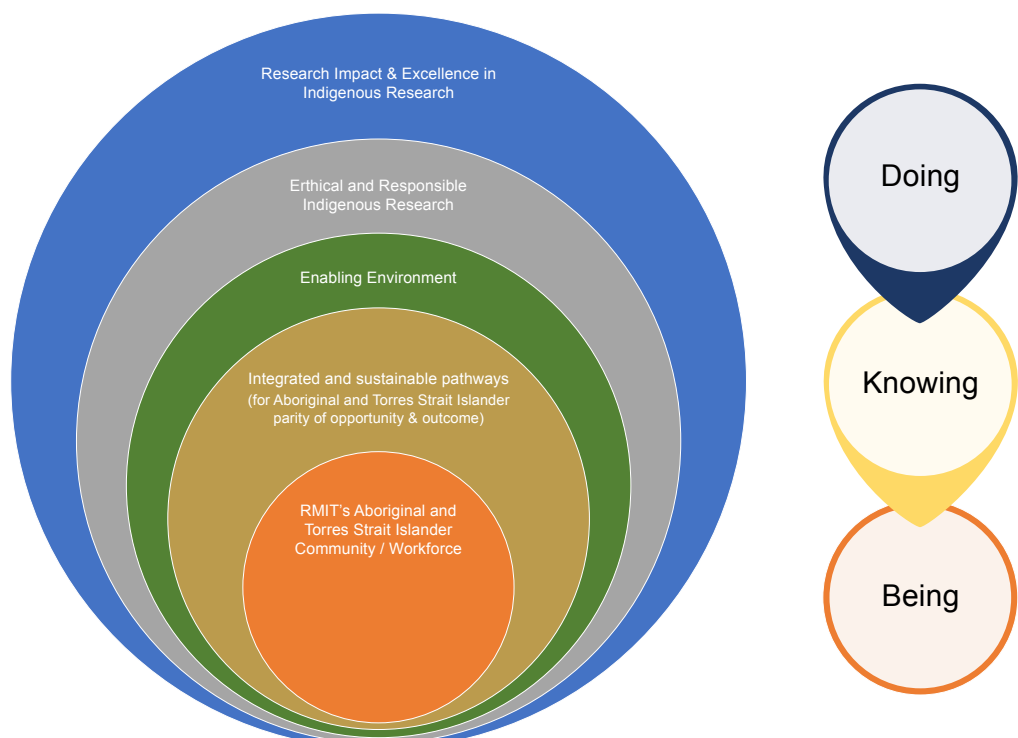 Research Impact & Excellence in
Indigenous Research
Erthical and Responsible
Indigenous Research
Enabling Environment
Integrated and sustainable pathways
(for Aboriginal and Torres Strait Islander
parity of opportunity & outcome)
RMIT's Aboriginal and
Torres Strait Islander
Community / Workforce
Doing
Knowing
Being